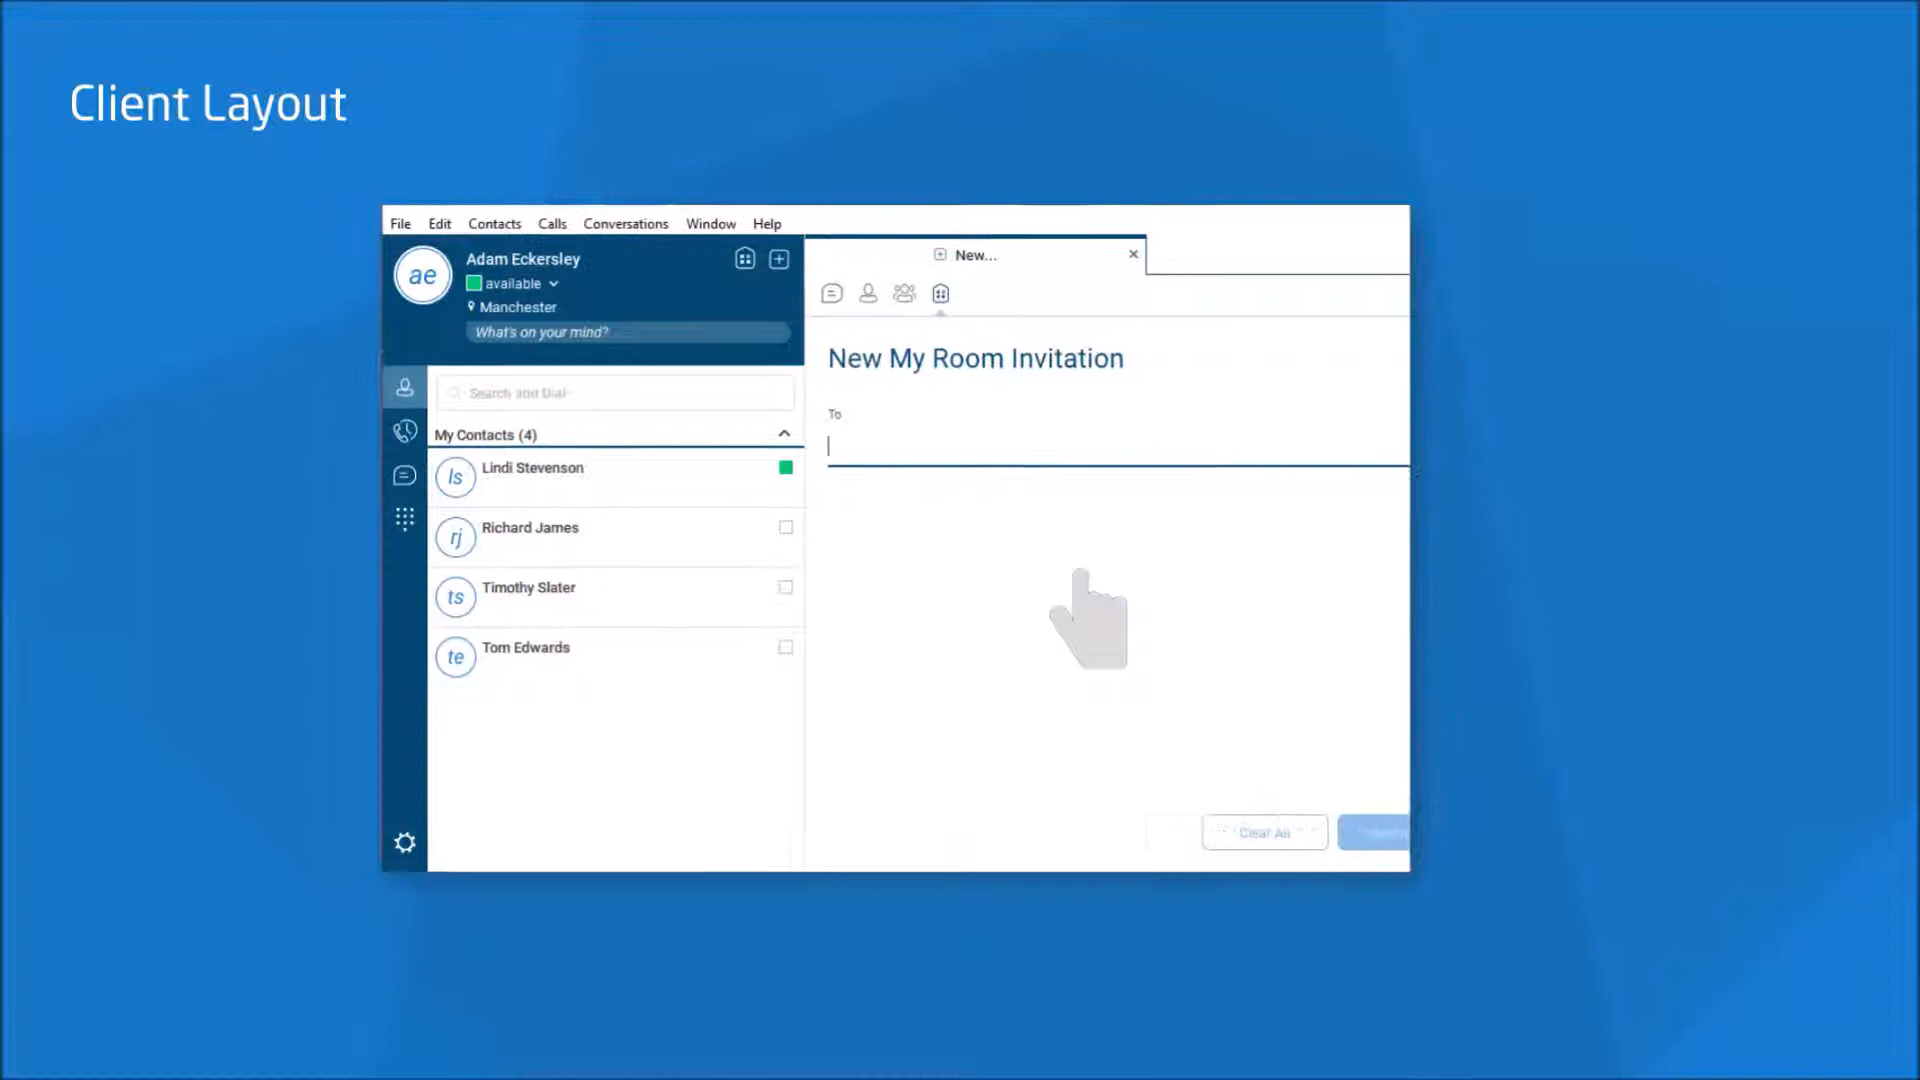 Client Layout
File Edit Contacts Calls Conversations Window Help
ae
Adam Eckersley
available
Manchester
What's on your mind?
New...
Search and Dial
My Contacts (4)
ls Lindi Stevenson
rj Richard James
ts Timothy Slater
te Tom Edwards
New My Room Invitation
To
Clear All